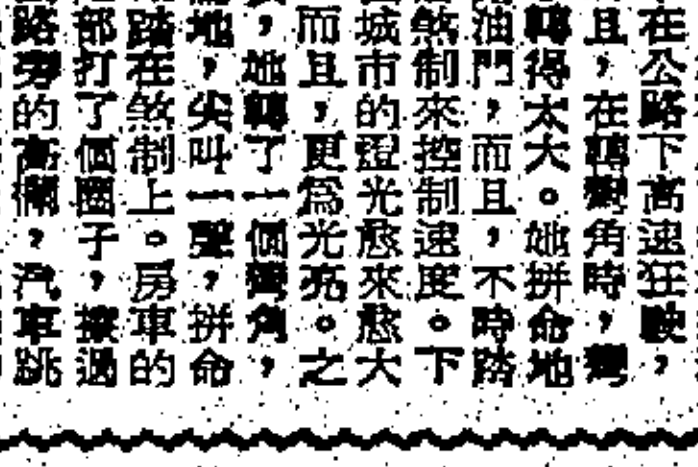 在公路下高速狂駛，
且，在轉彎角時，彎
轉得太大。她拼命地
油門，而且，不時踏
煞制來控制速度。下
城市的燈光愈來愈大
而且，更爲光亮。之
，她轉了一個彎角，
地，尖叫一聲，拼命
踏在煞制上。房車的
部打了個圈子，擦過
路旁的高欄，汽車跳